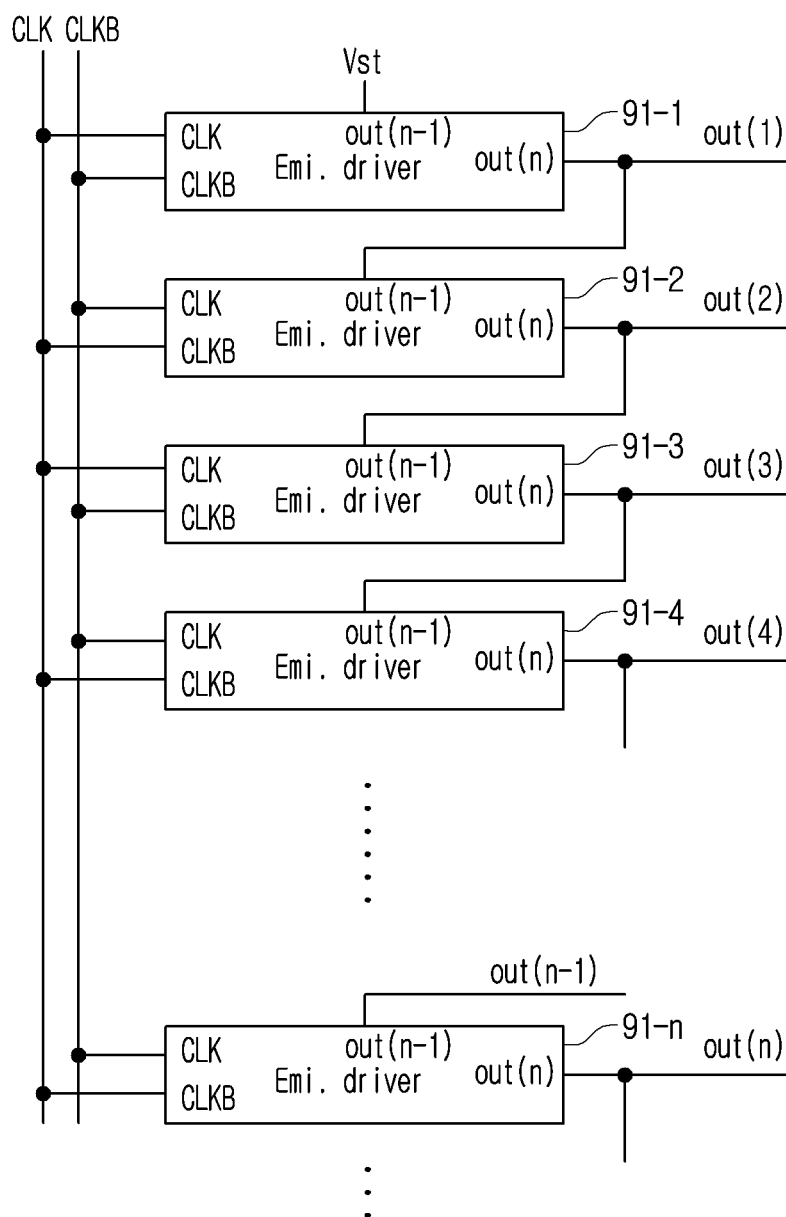 CLK CLKB
Vst
91-1
out(1)
CLK
out(n-1)
Emi. driver
out(n)
CLKB
91-2
out(2)
CLK
out(n-1)
Emi. driver
out(n)
CLKB
91-3
out(3)
CLK
out(n-1)
Emi. driver
out(n)
CLKB
91-4
out(4)
CLK
out(n-1)
Emi. driver
out(n)
CLKB
out(n-1)
91-n
out(n)
CLK
out(n-1)
Emi. driver
out(n)
CLKB